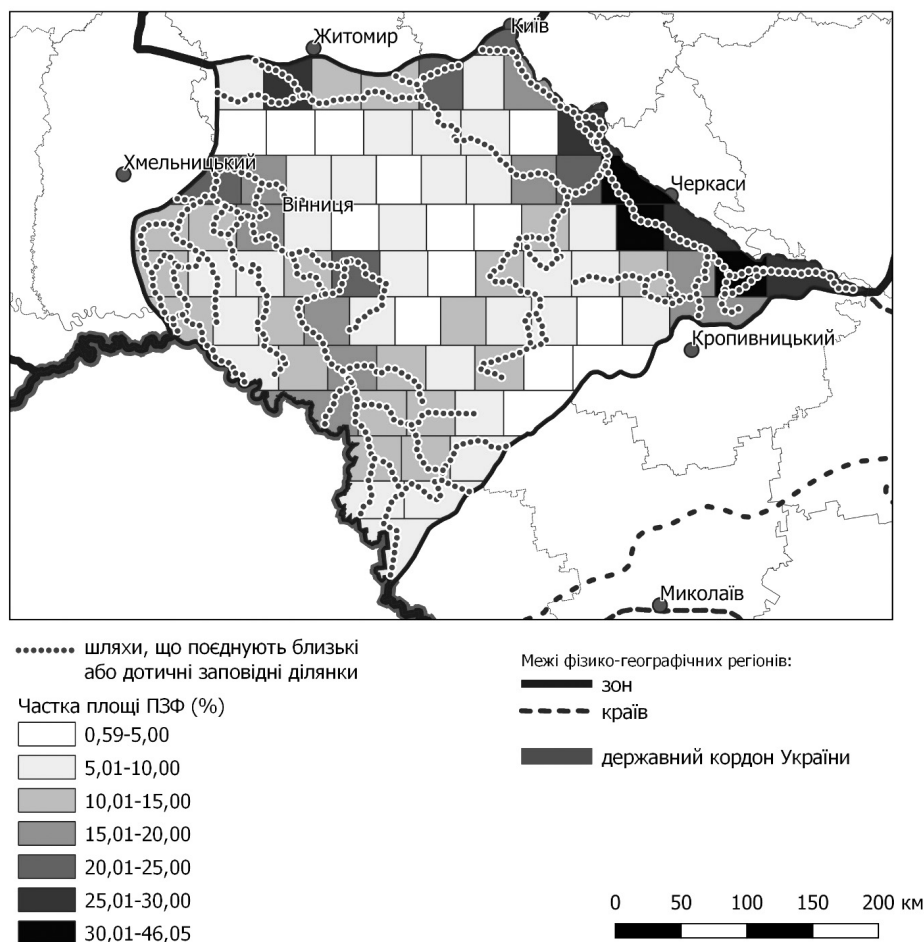 Житомир
Київ
Хмельницький
Вінниця
Черкаси
Кропивницький
Миколаїв
шляхи, що поєднують близькі
або дотичні заповідні ділянки
Частка площі ПЗФ (%)
0,59-5,00
5,01-10,00
10,01-15,00
15,01-20,00
20,01-25,00
25,01-30,00
30,01-46,05
Межі фізико-географічних регіонів:
зон
країв
державний кордон України
0 50 100 150 200 км